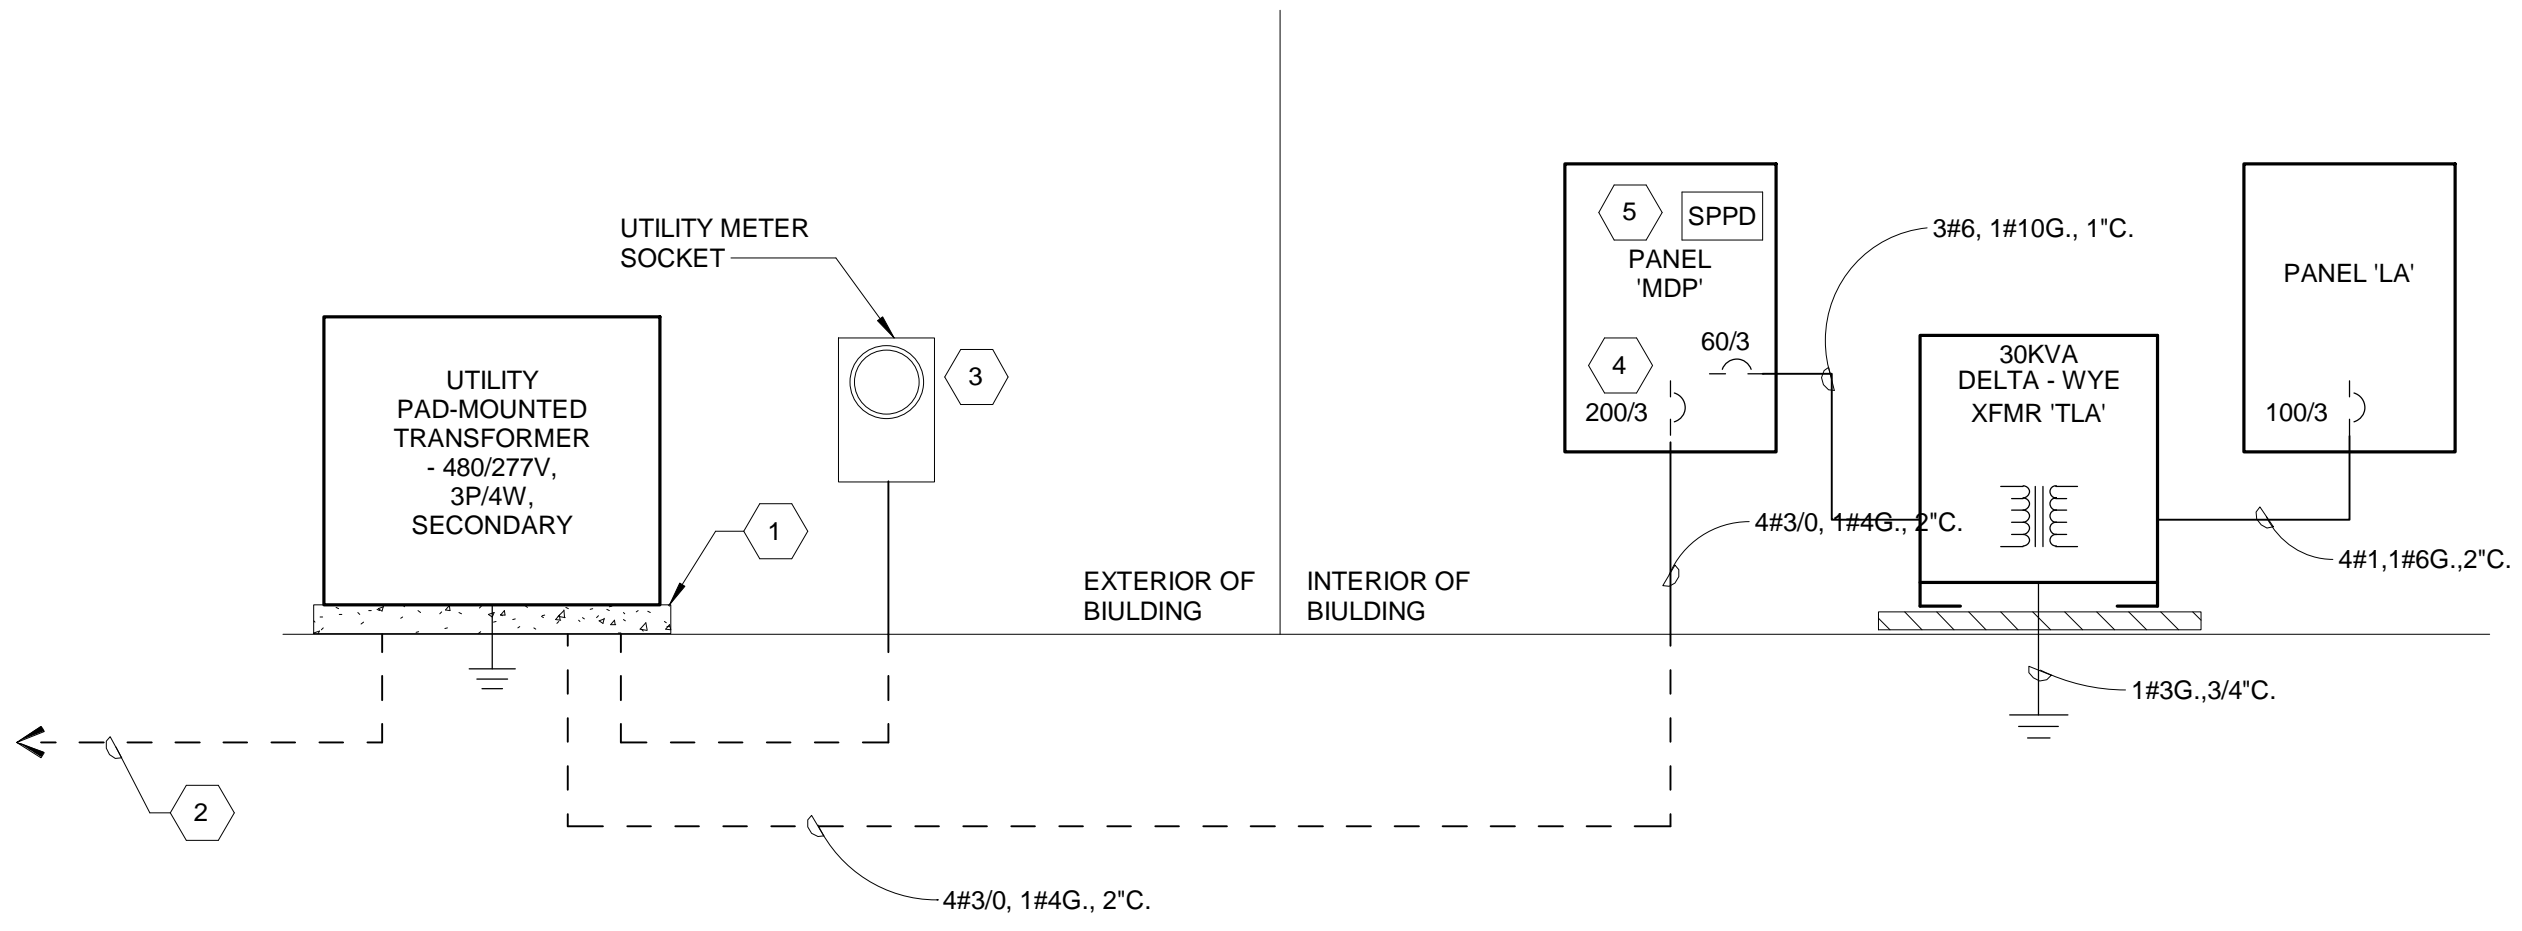 UTILITY METER
SOCKET
UTILITY
PAD-MOUNTED
TRANSFORMER
- 480/277V,
3P/4W,
SECONDARY
3
1
2
EXTERIOR OF
BIULDING
INTERIOR OF
BIULDING
4#3/0, 1#4G., 2"C.
5
SPPD
PANEL
'MDP'
60/3
4
200/3
3#6, 1#10G., 1"C.
4#3/0, 1#4G., 2"C.
30KVA
DELTA - WYE
XFMR 'TLA'
PANEL 'LA'
100/3
4#1,1#6G.,2"C.
1#3G.,3/4"C.